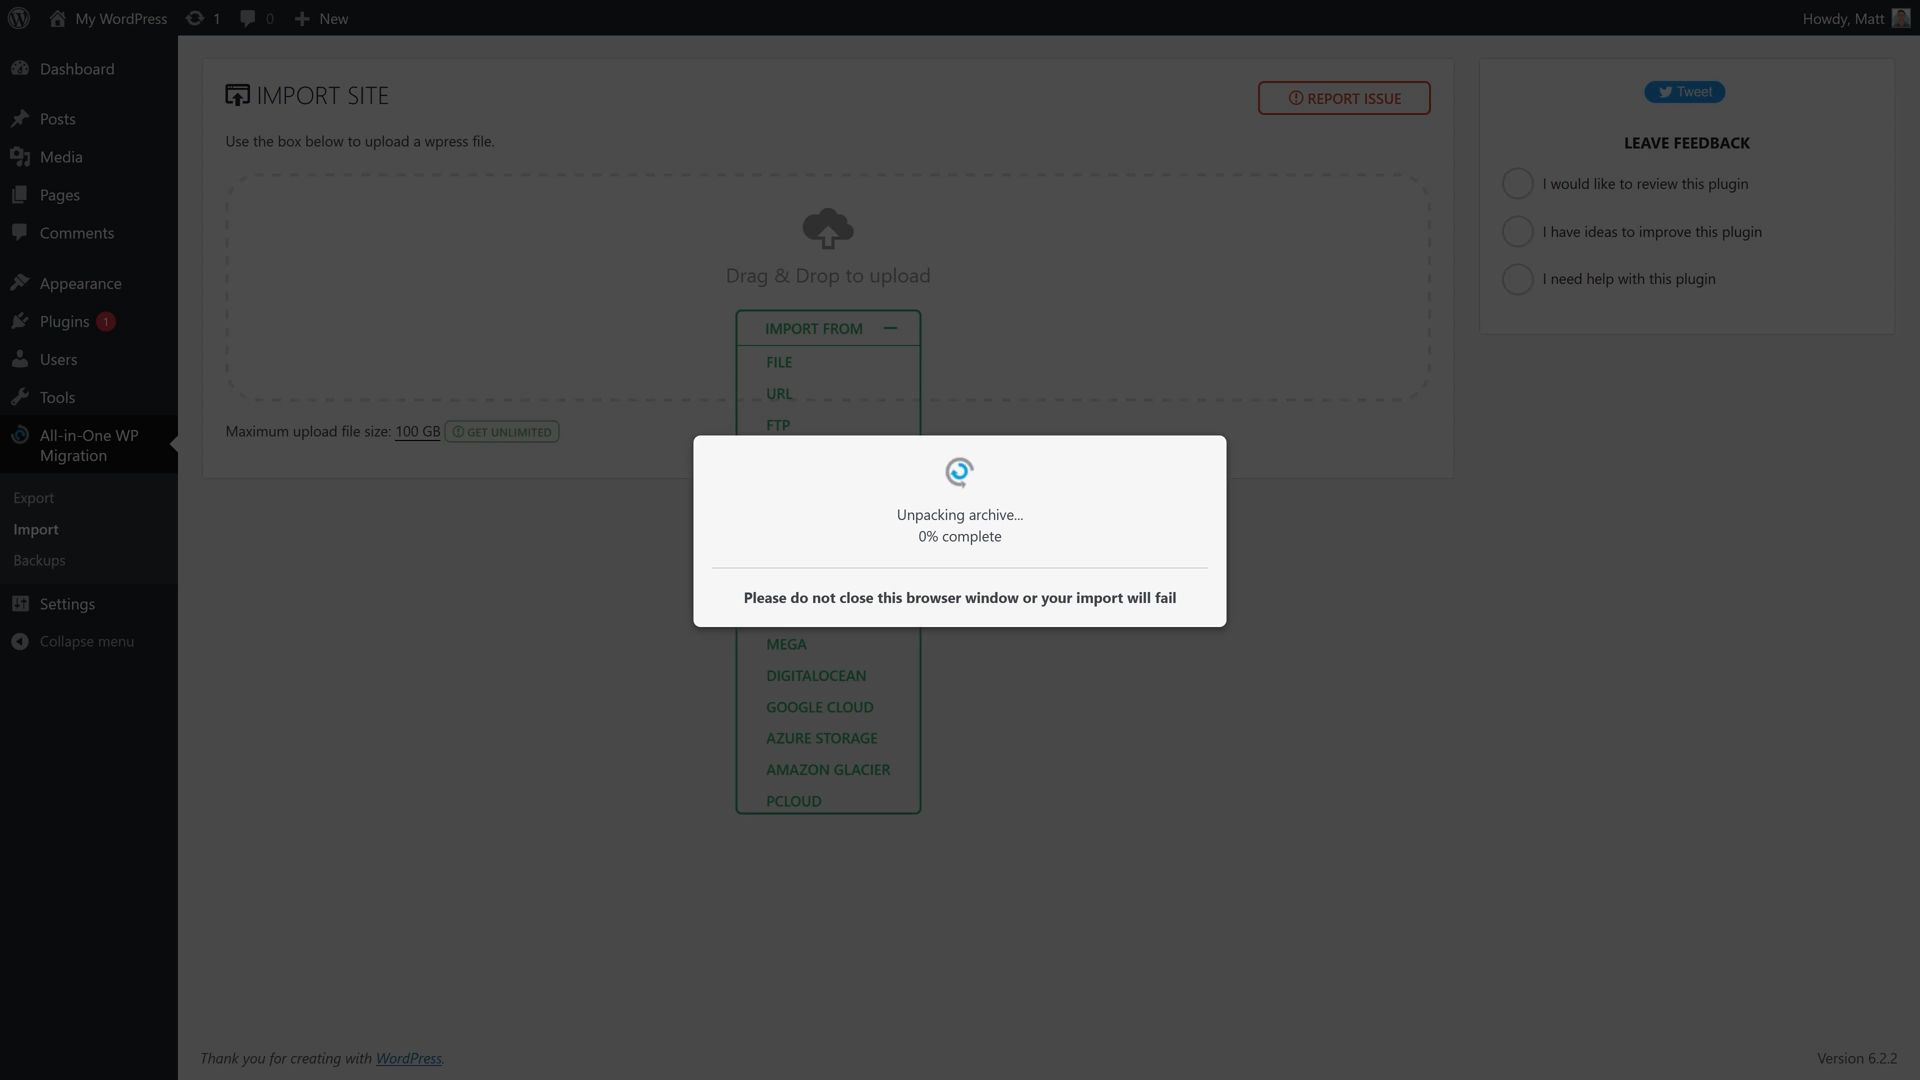 My WordPress 1 0 New Howdy, Matt
Dashboard
Posts
Media
Pages
Comments
Appearance
Plugins 1
Users
Tools
All-in-One WP
Migration
Export
Import
Backups
Settings
Collapse menu
IMPORT SITE
REPORT ISSUE
Use the box below to upload a wpress file.
Drag & Drop to upload
IMPORT FROM
FILE
URL
FTP
Maximum upload file size: 100 GB GET UNLIMITED
Unpacking archive...
0% complete
Please do not close this browser window or your import will fail
MEGA
DIGITALOCEAN
GOOGLE CLOUD
AZURE STORAGE
AMAZON GLACIER
PCLOUD
Tweet
LEAVE FEEDBACK
I would like to review this plugin
I have ideas to improve this plugin
I need help with this plugin
Thank you for creating with WordPress.
Version 6.2.2